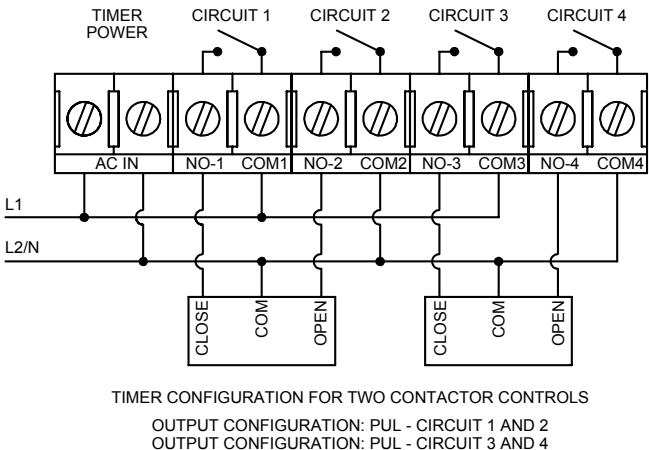 TIMER POWER CIRCUIT 1 CIRCUIT 2 CIRCUIT 3 CIRCUIT 4
AC IN NO-1 COM1 NO-2 COM2 NO-3 COM3 NO-4 COM4
L1
L2/N
CLOSE COM OPEN CLOSE COM OPEN
TIMER CONFIGURATION FOR TWO CONTACTOR CONTROLS
OUTPUT CONFIGURATION: PUL - CIRCUIT 1 AND 2
OUTPUT CONFIGURATION: PUL - CIRCUIT 3 AND 4